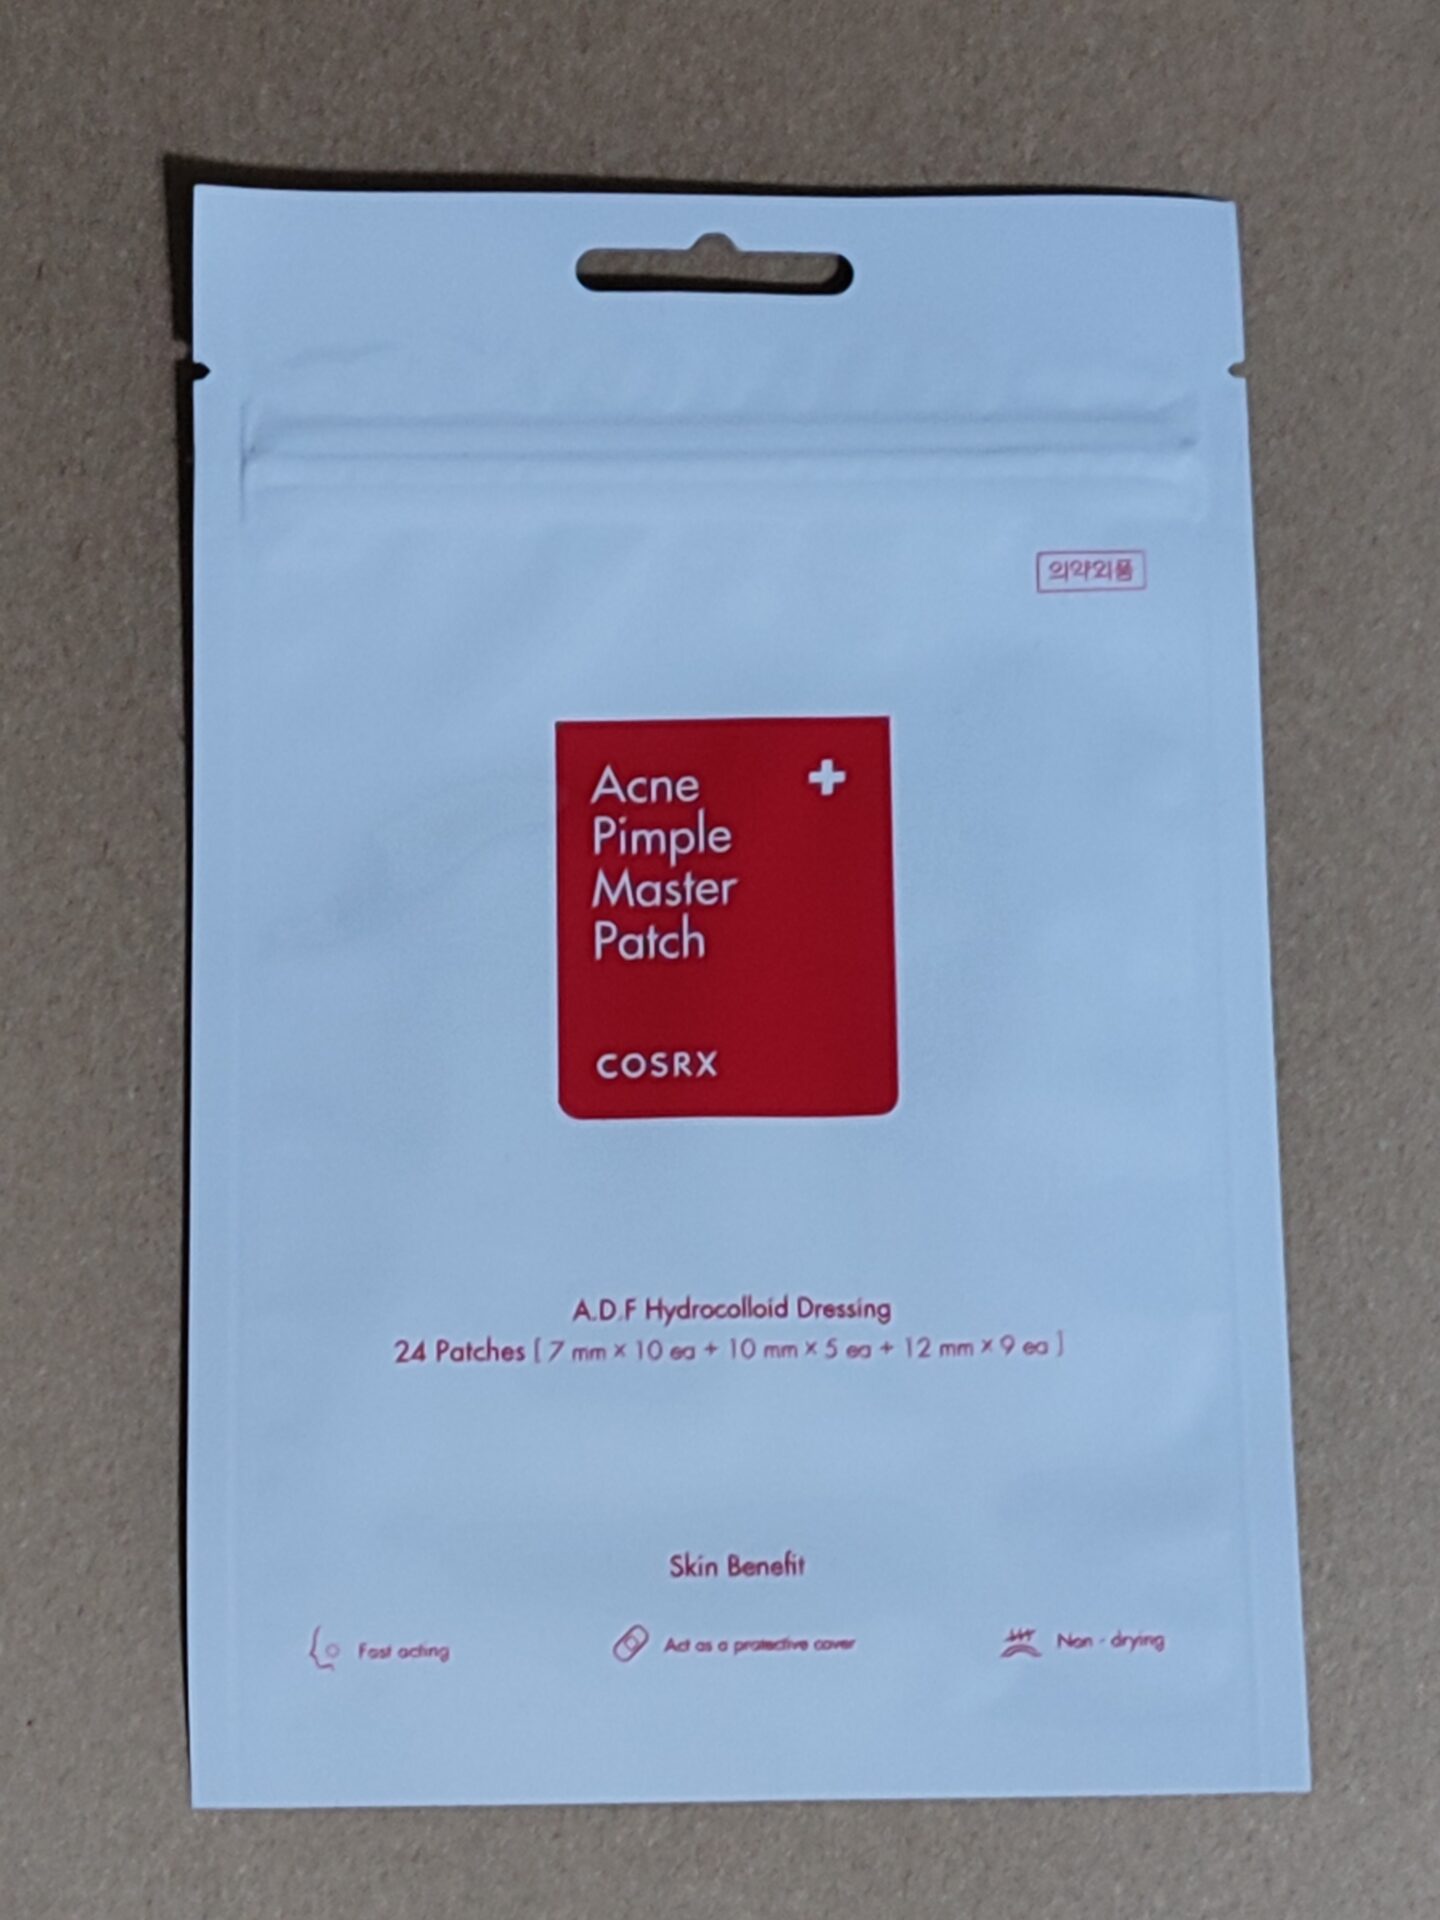 의약외품
Acne
Pimple
Master
Patch
COSRX
A.D.F Hydrocolloid Dressing
24 Patches [ 7 mm × 10 ea + 10 mm × 5 ea + 12 mm × 9 ea ]
Skin Benefit
Fast acting
Act as a protective cover
Non - drying